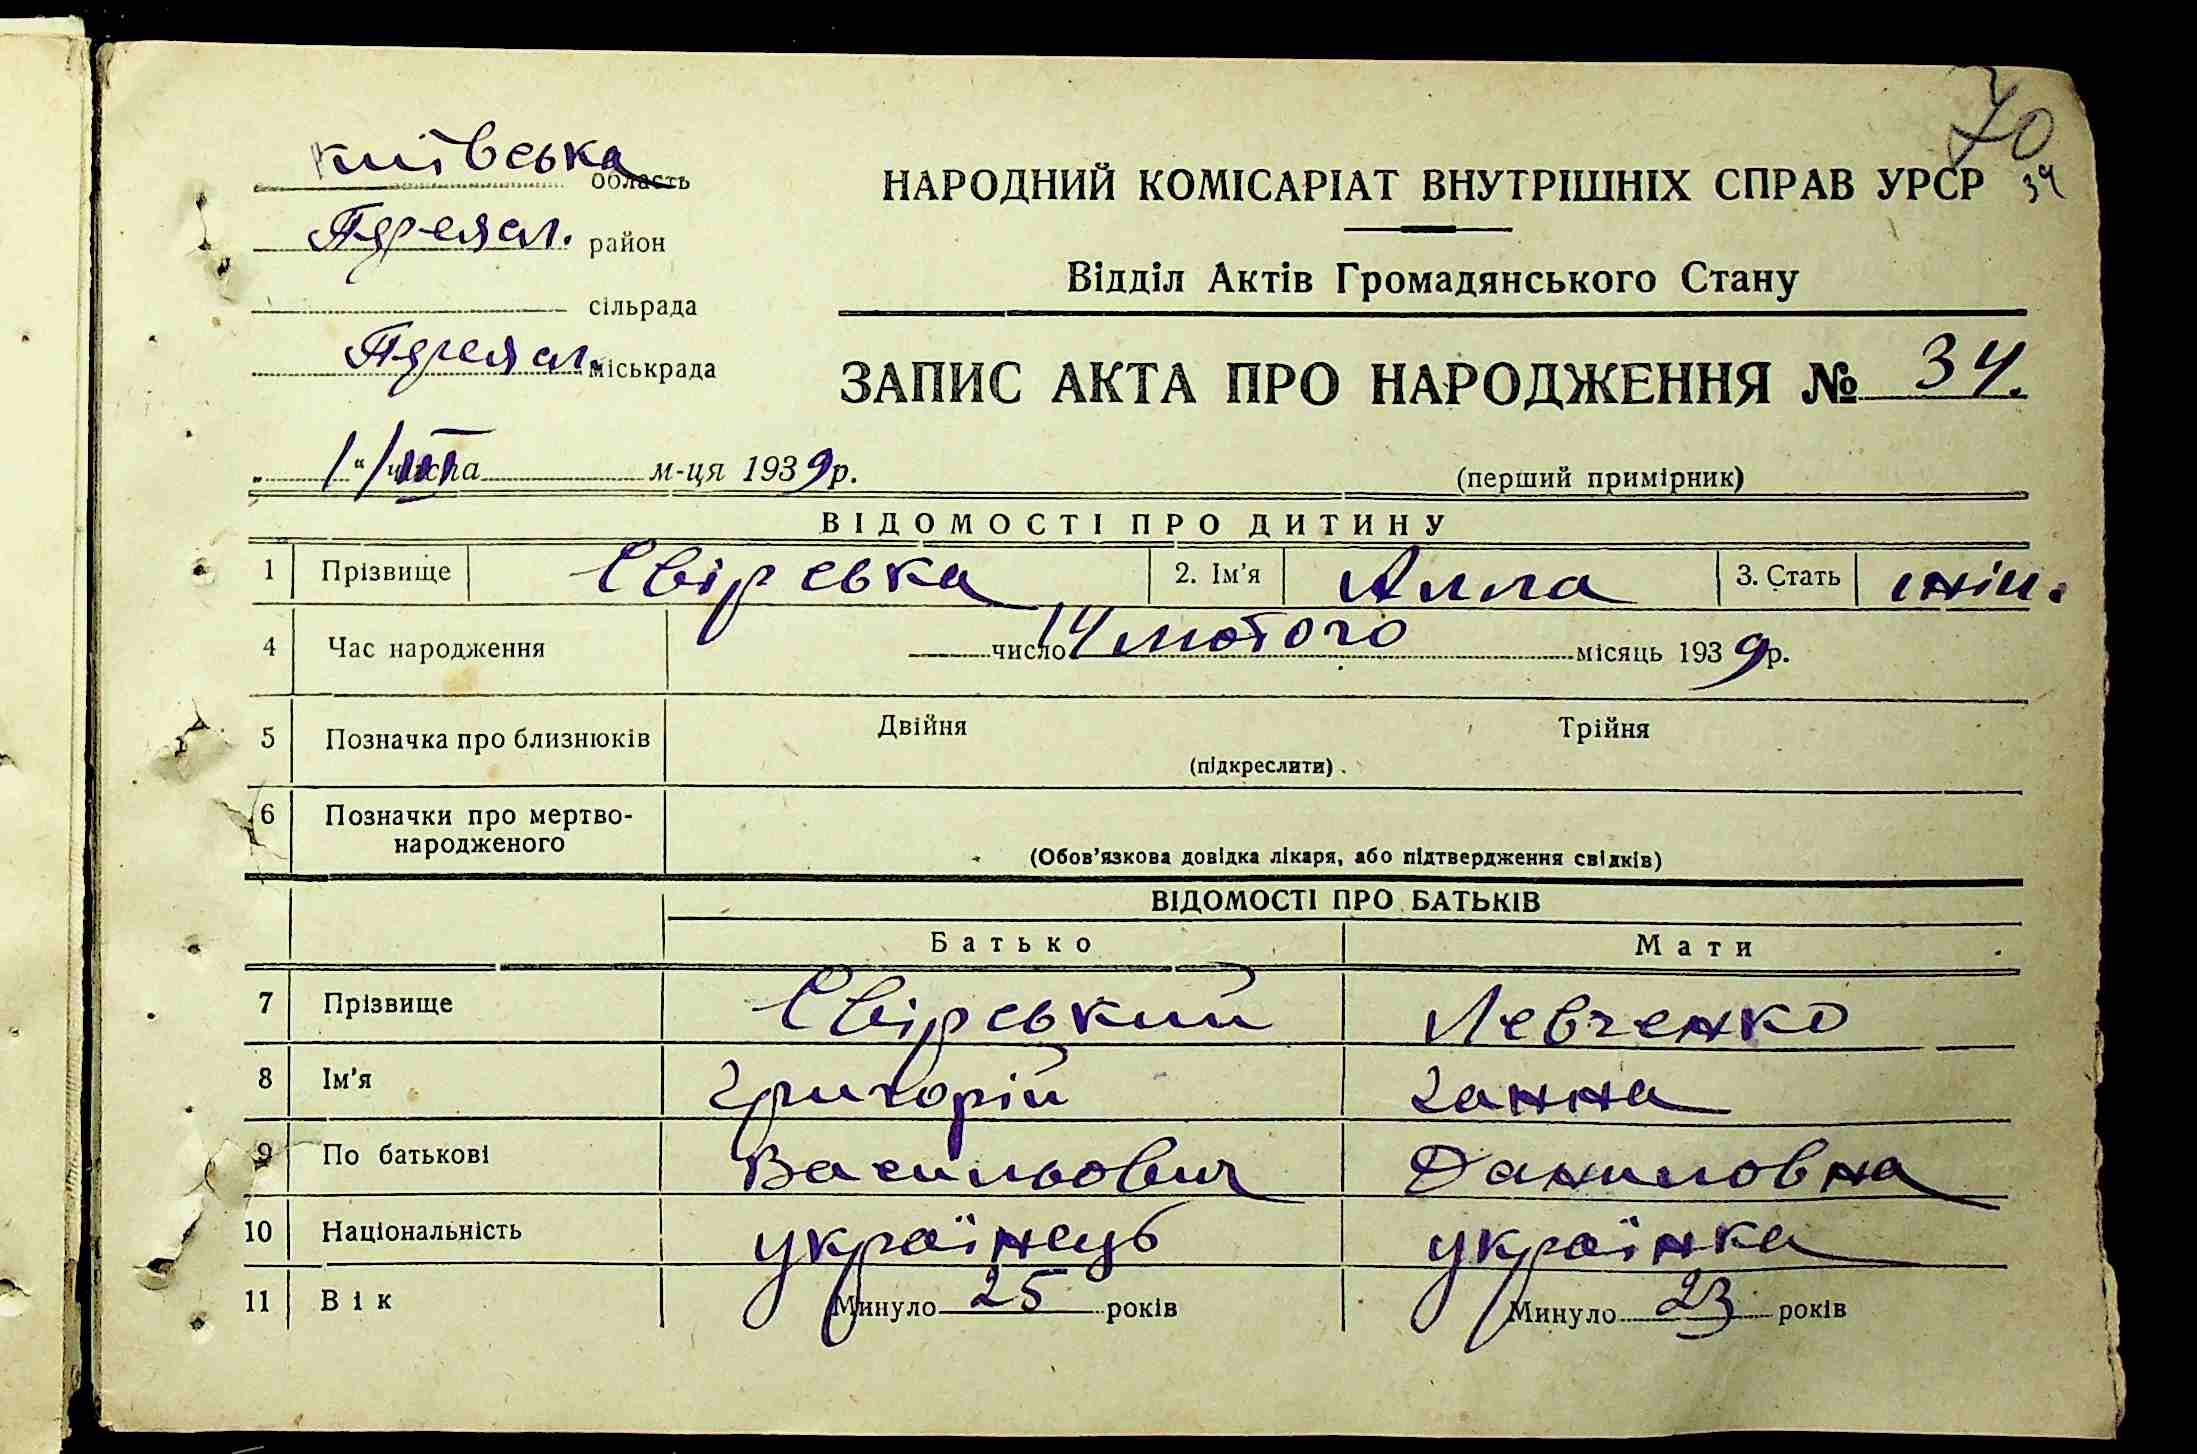 70
34
Київська область
Переясл. район
сільрада
Переясл. міськрада
НАРОДНИЙ КОМІСАРІАТ ВНУТРІШНІХ СПРАВ УРСР
Відділ Актів Громадянського Стану
ЗАПИС АКТА ПРО НАРОДЖЕННЯ № 34.
„ 1 “ числа III м-ця 1939 р.
(перший примірник)
ВІДОМОСТІ ПРО ДИТИНУ
1 Прізвище Свірська 2. Ім'я Алла 3. Стать жін.
4 Час народження число 14 лютого місяць 1939 р.
5 Позначка про близнюків Двійня Трійня
(підкреслити).
6 Позначки про мертво-
народженого
(Обов'язкова довідка лікаря, або підтвердження свідків)
ВІДОМОСТІ ПРО БАТЬКІВ
Батько Мати
7 Прізвище Свірський Левченко
8 Ім'я Григорій Ганна
9 По батькові Васильович Даниловна
10 Національність українець українка
11 Вік Минуло 25 років Минуло 23 років